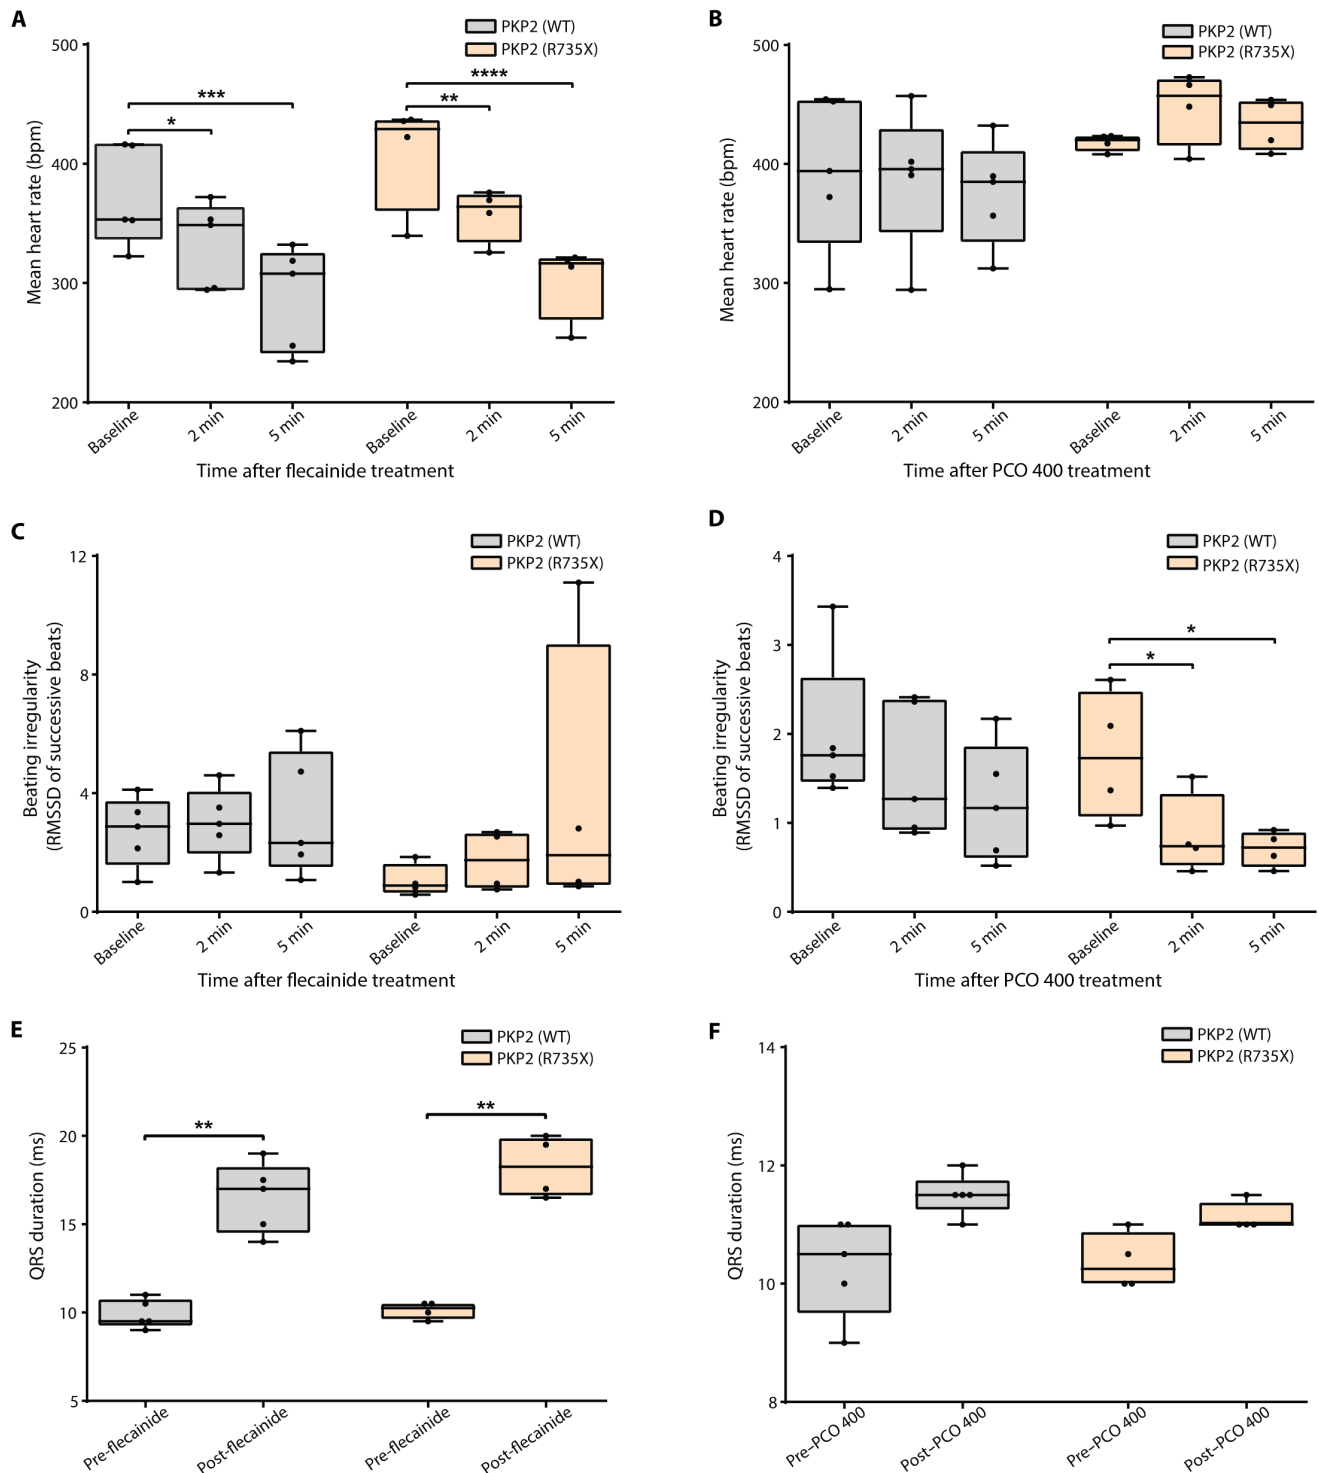 A
PKP2 (WT)
PKP2 (R735X)
500
400
300
200
Mean heart rate (bpm)
***
*
****
**
Baseline
2 min
5 min
Baseline
2 min
5 min
Time after flecainide treatment
B
PKP2 (WT)
PKP2 (R735X)
500
400
300
200
Mean heart rate (bpm)
Baseline
2 min
5 min
Baseline
2 min
5 min
Time after PCO 400 treatment
C
PKP2 (WT)
PKP2 (R735X)
12
8
4
0
Beating irregularity
(RMSSD of successive beats)
Baseline
2 min
5 min
Baseline
2 min
5 min
Time after flecainide treatment
D
PKP2 (WT)
PKP2 (R735X)
4
3
2
1
0
Beating irregularity
(RMSSD of successive beats)
*
*
Baseline
2 min
5 min
Baseline
2 min
5 min
Time after PCO 400 treatment
E
PKP2 (WT)
PKP2 (R735X)
25
20
15
10
5
QRS duration (ms)
**
**
Pre-flecainide
Post-flecainide
Pre-flecainide
Post-flecainide
F
PKP2 (WT)
PKP2 (R735X)
14
12
10
8
QRS duration (ms)
Pre–PCO 400
Post–PCO 400
Pre–PCO 400
Post–PCO 400